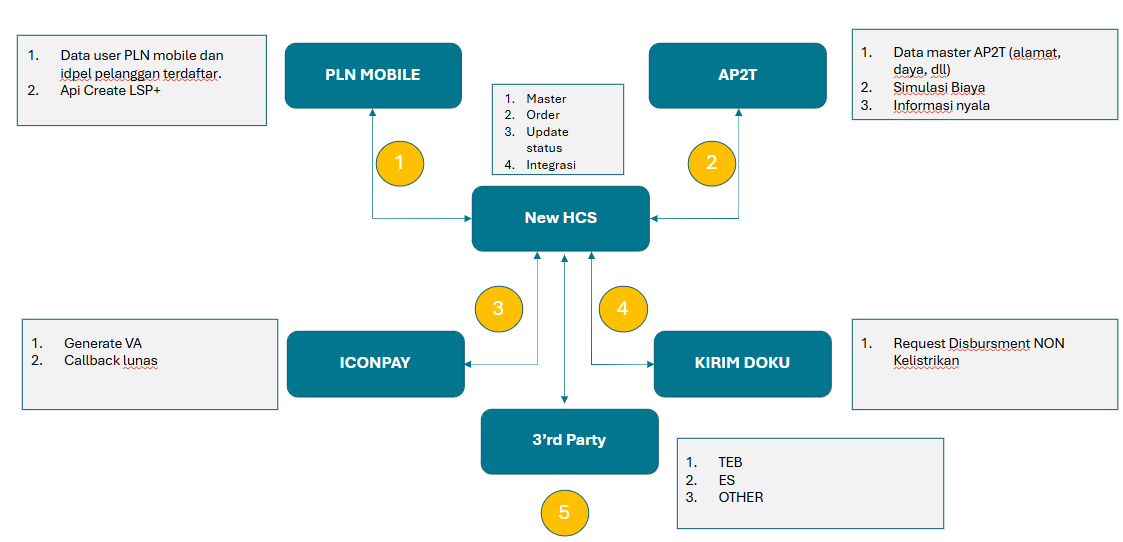 1. Data user PLN mobile dan
idpel pelanggan terdaftar.
2. Api Create LSP+
PLN MOBILE
1. Master
2. Order
3. Update
status
4. Integrasi
AP2T
1. Data master AP2T (alamat,
daya, dll)
2. Simulasi Biaya
3. Informasi nyala
1
2
New HCS
3
4
1. Generate VA
2. Callback lunas
ICONPAY
KIRIM DOKU
1. Request Disbursment NON
Kelistrikan
3’rd Party
1. TEB
2. ES
3. OTHER
5